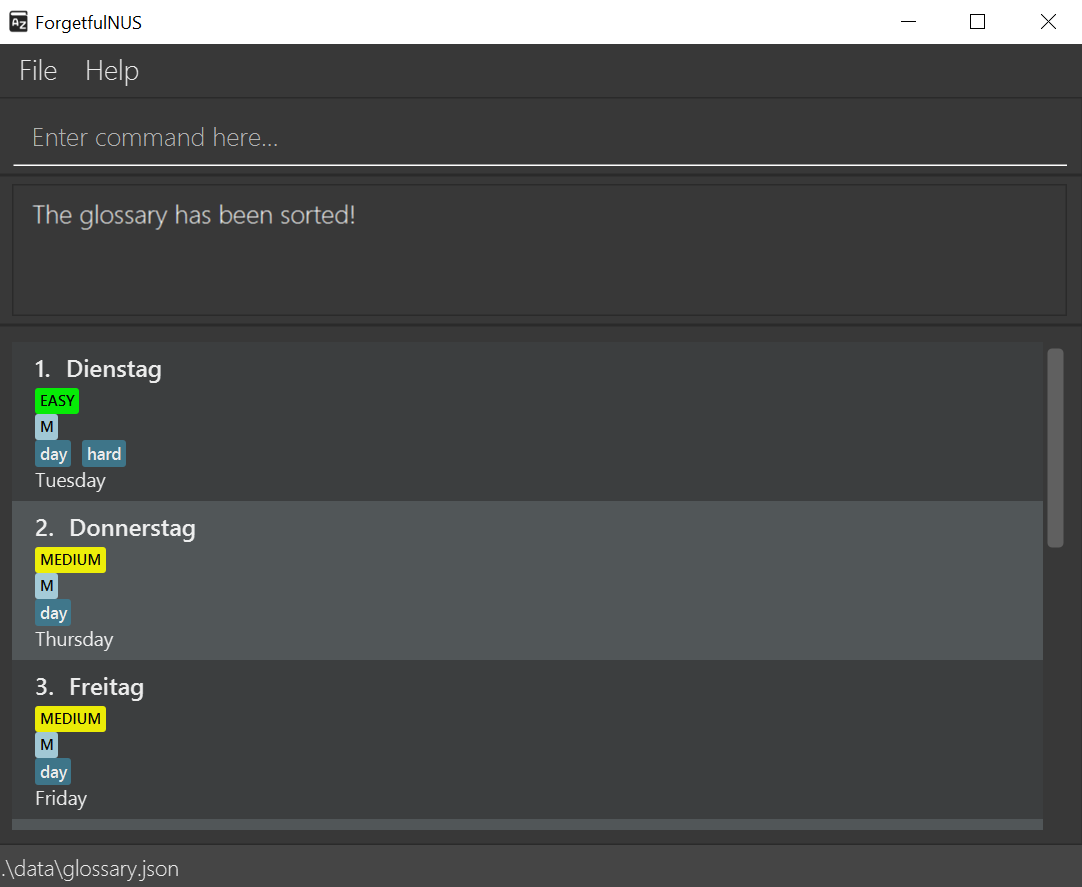 ForgetfulNUS
File Help
Enter command here...
The glossary has been sorted!
1. Dienstag
EASY
M
day hard
Tuesday
2. Donnerstag
MEDIUM
M
day
Thursday
3. Freitag
MEDIUM
M
day
Friday
.\data\glossary.json